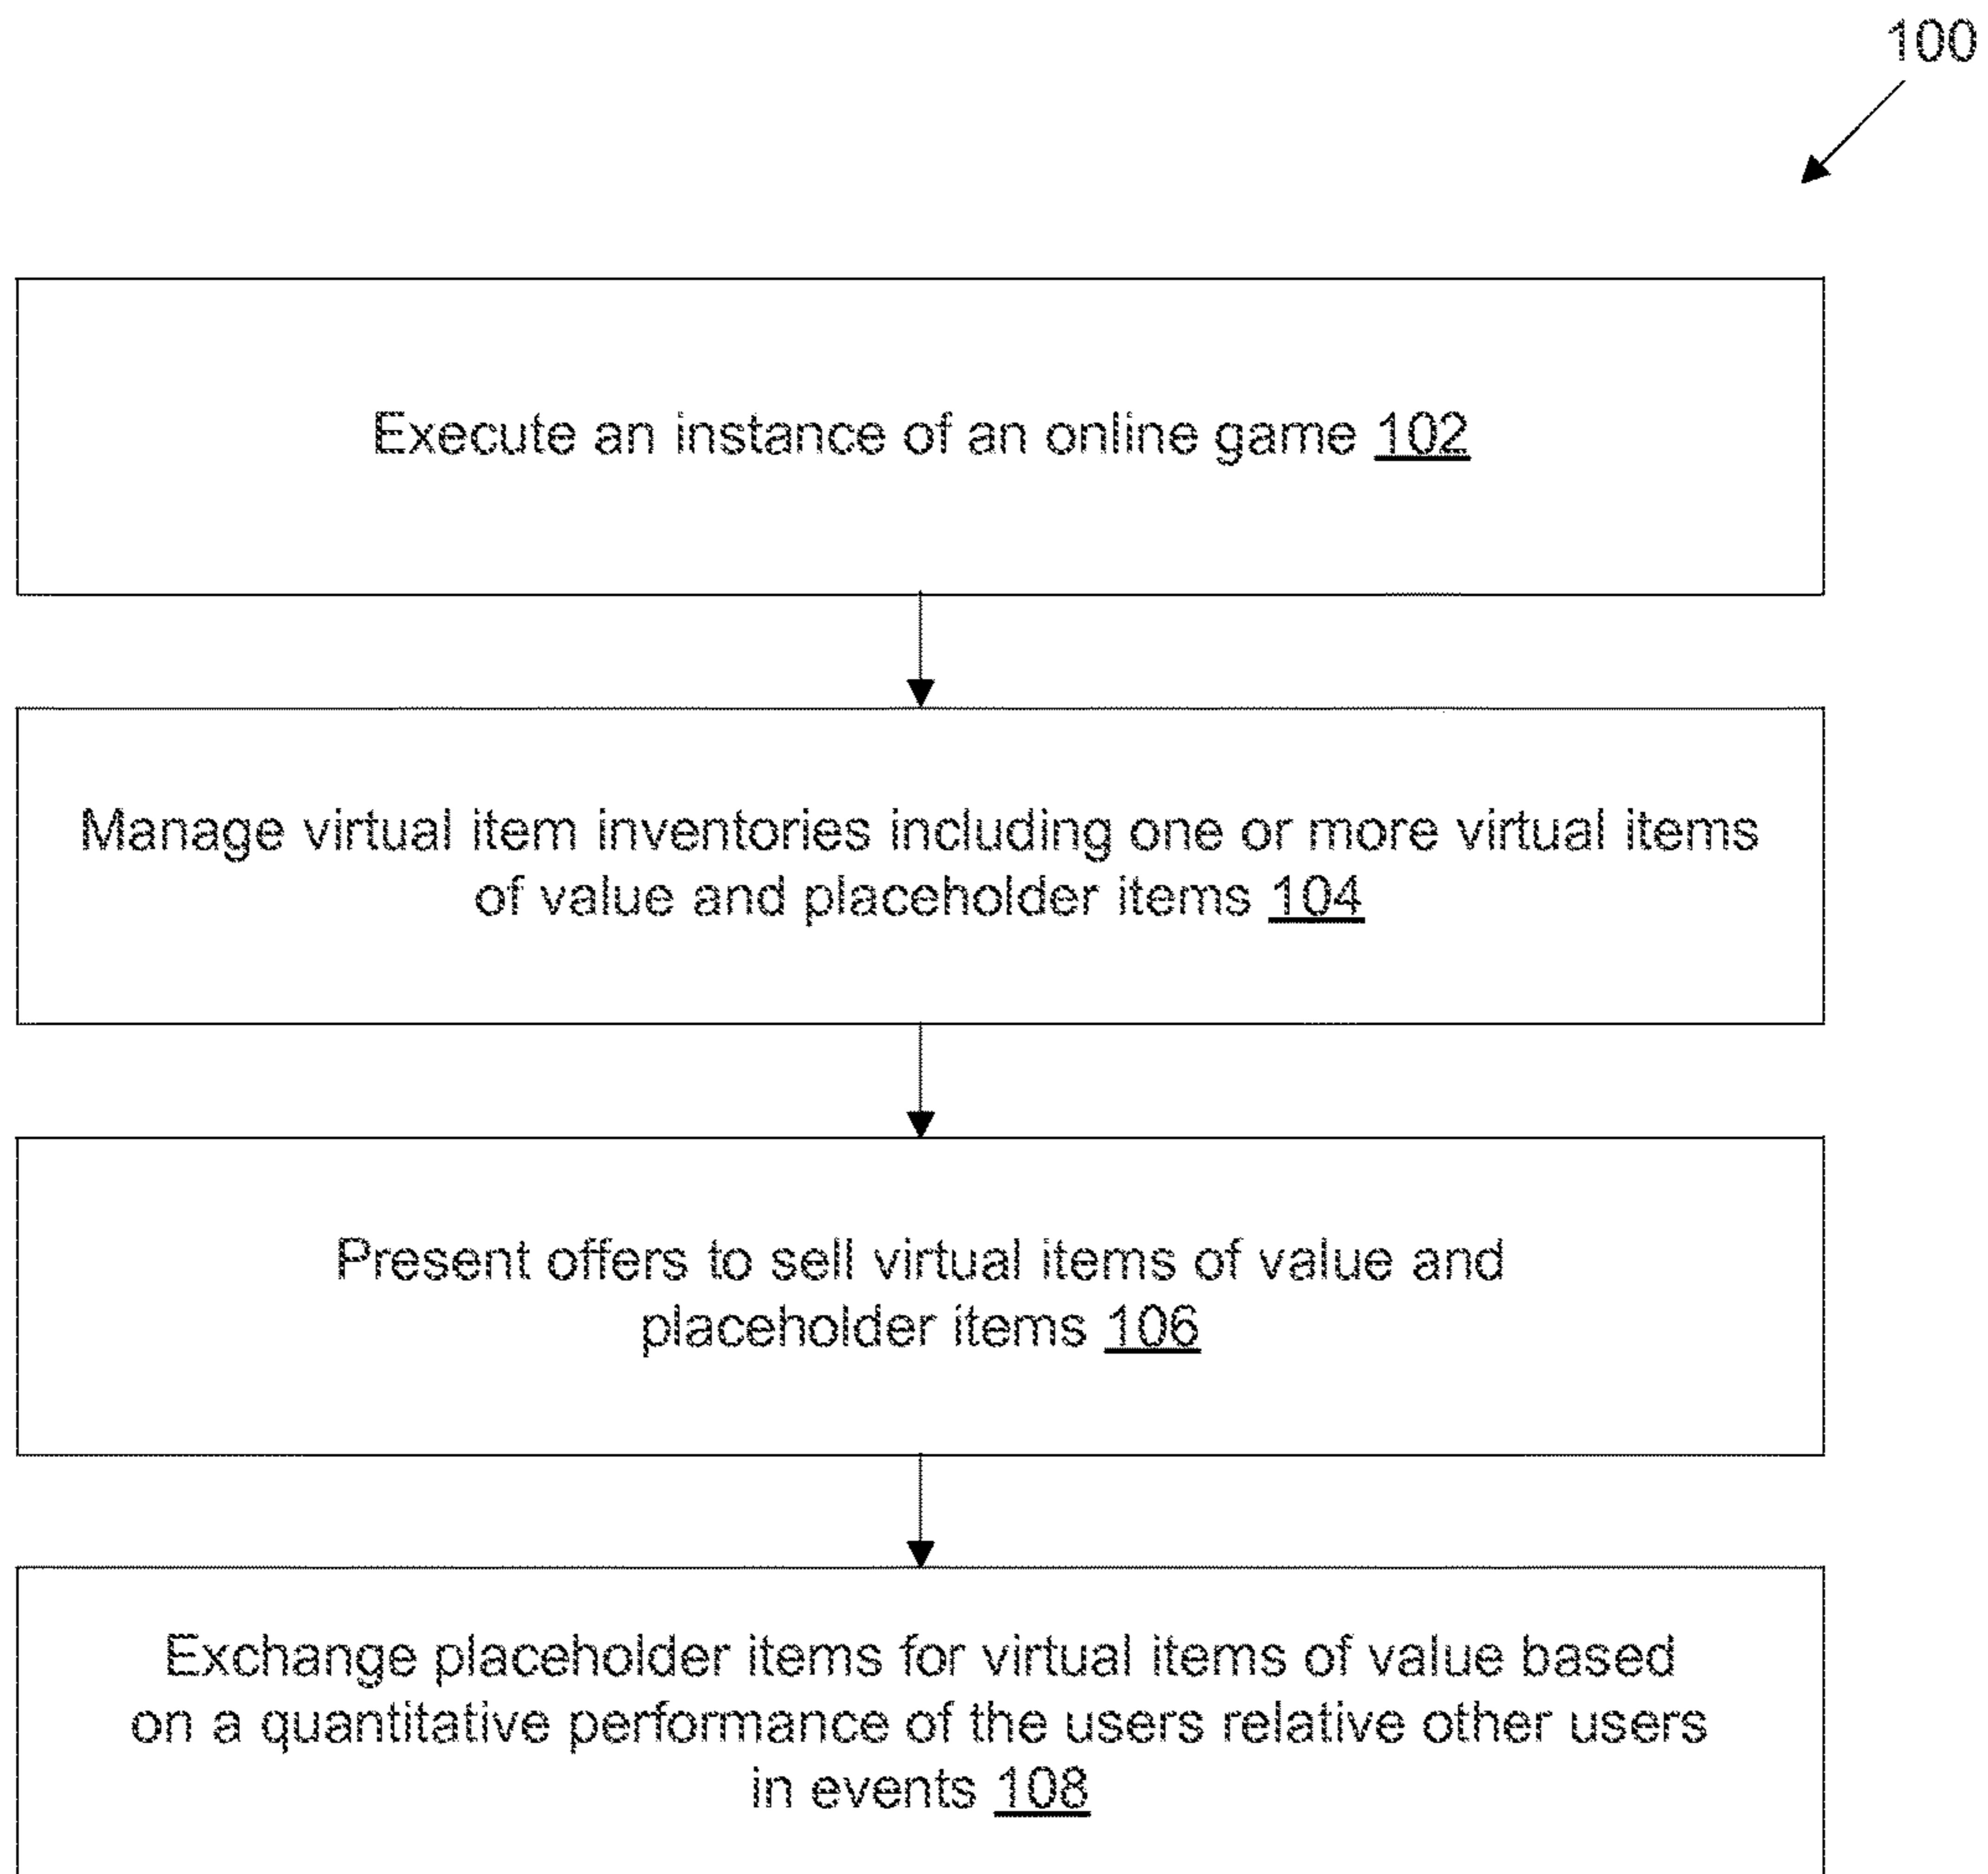 100
Execute an instance of an online game 102
Manage virtual item inventories including one or more virtual items
of value and placeholder items 104
Present offers to sell virtual items of value and
placeholder items 106
Exchange placeholder items for virtual items of value based
on a quantitative performance of the users relative other users
in events 108